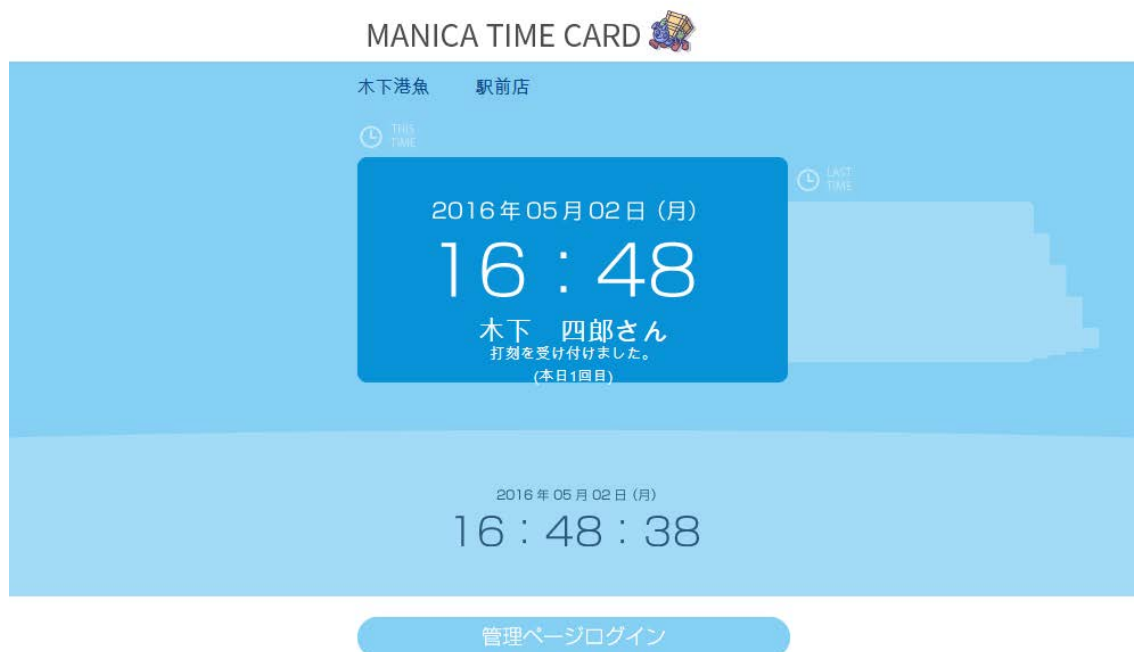 MANICA TIME CARD
木下港魚　駅前店
THIS
TIME
LAST
TIME
2016年05月02日（月）
16：48
木下　四郎さん
打刻を受け付けました。
(本日1回目)
2016年05月02日（月）
16：48：38
管理ページログイン